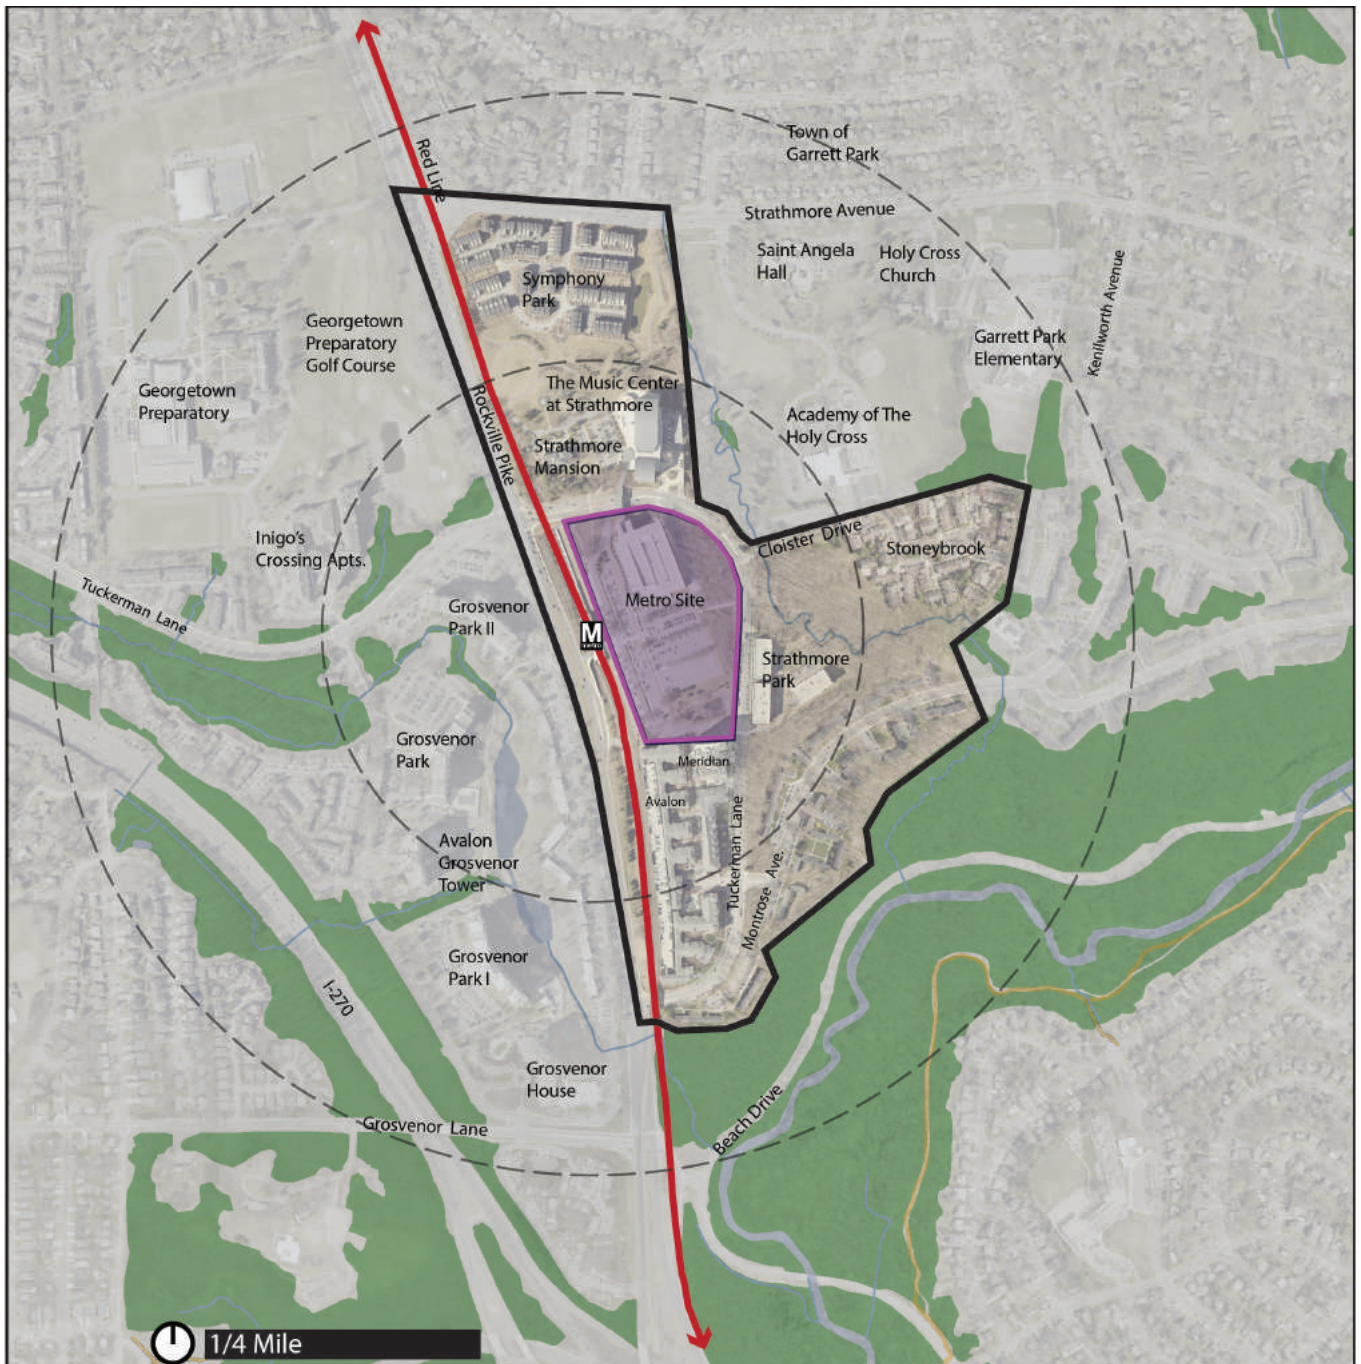 Red Line
Town of
Garrett Park
Strathmore Avenue
Saint Angela
Hall
Holy Cross
Church
Kenilworth Avenue
Symphony
Park
Georgetown
Preparatory
Golf Course
Garrett Park
Elementary
Georgetown
Preparatory
The Music Center
at Strathmore
Rockville Pike
Academy of The
Holy Cross
Strathmore
Mansion
Inigo's
Crossing Apts.
Cloister Drive
Stoneybrook
Tuckerman Lane
Grosvenor
Park II
Metro Site
M
metro
Strathmore
Park
Grosvenor
Park
Meridian
Avalon
Tuckerman Lane
Montrose Ave.
Avalon
Grosvenor
Tower
Grosvenor
Park I
I-270
Grosvenor
House
Beach Drive
Grosvenor Lane
1/4 Mile